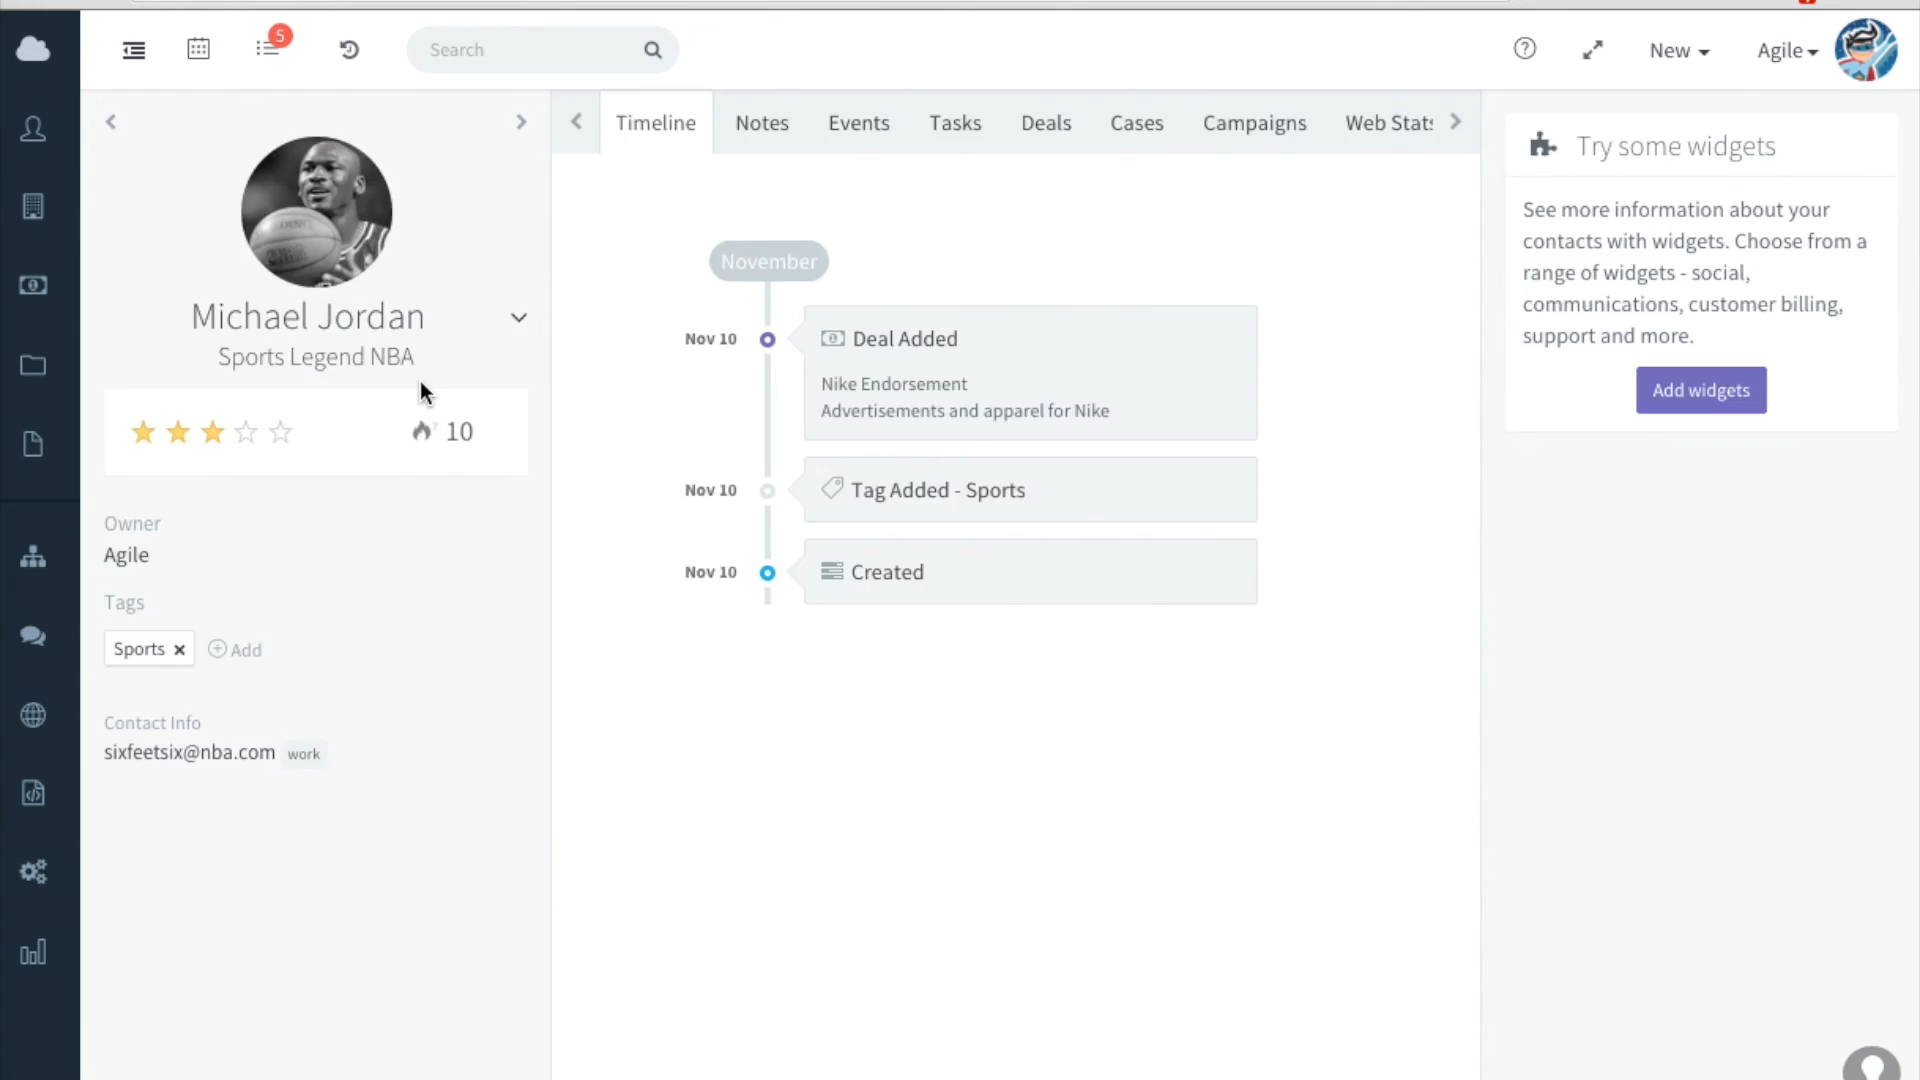 5
Search
New
Agile
Michael Jordan
Sports Legend NBA
10
Owner
Agile
Tags
Sports
Add
Contact Info
sixfeetsix@nba.com work
Timeline Notes Events Tasks Deals Cases Campaigns Web Stats
November
Nov 10
Deal Added
Nike Endorsement
Advertisements and apparel for Nike
Nov 10
Tag Added - Sports
Nov 10
Created
Try some widgets
See more information about your
contacts with widgets. Choose from a
range of widgets - social,
communications, customer billing,
support and more.
Add widgets